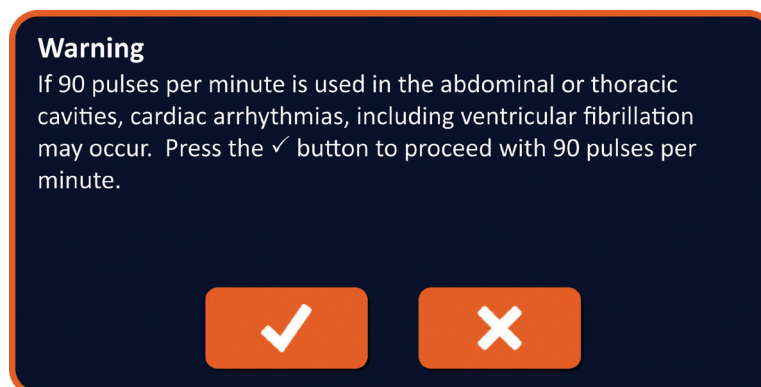 Warning
If 90 pulses per minute is used in the abdominal or thoracic
cavities, cardiac arrhythmias, including ventricular fibrillation
may occur.  Press the ✓ button to proceed with 90 pulses per
minute.